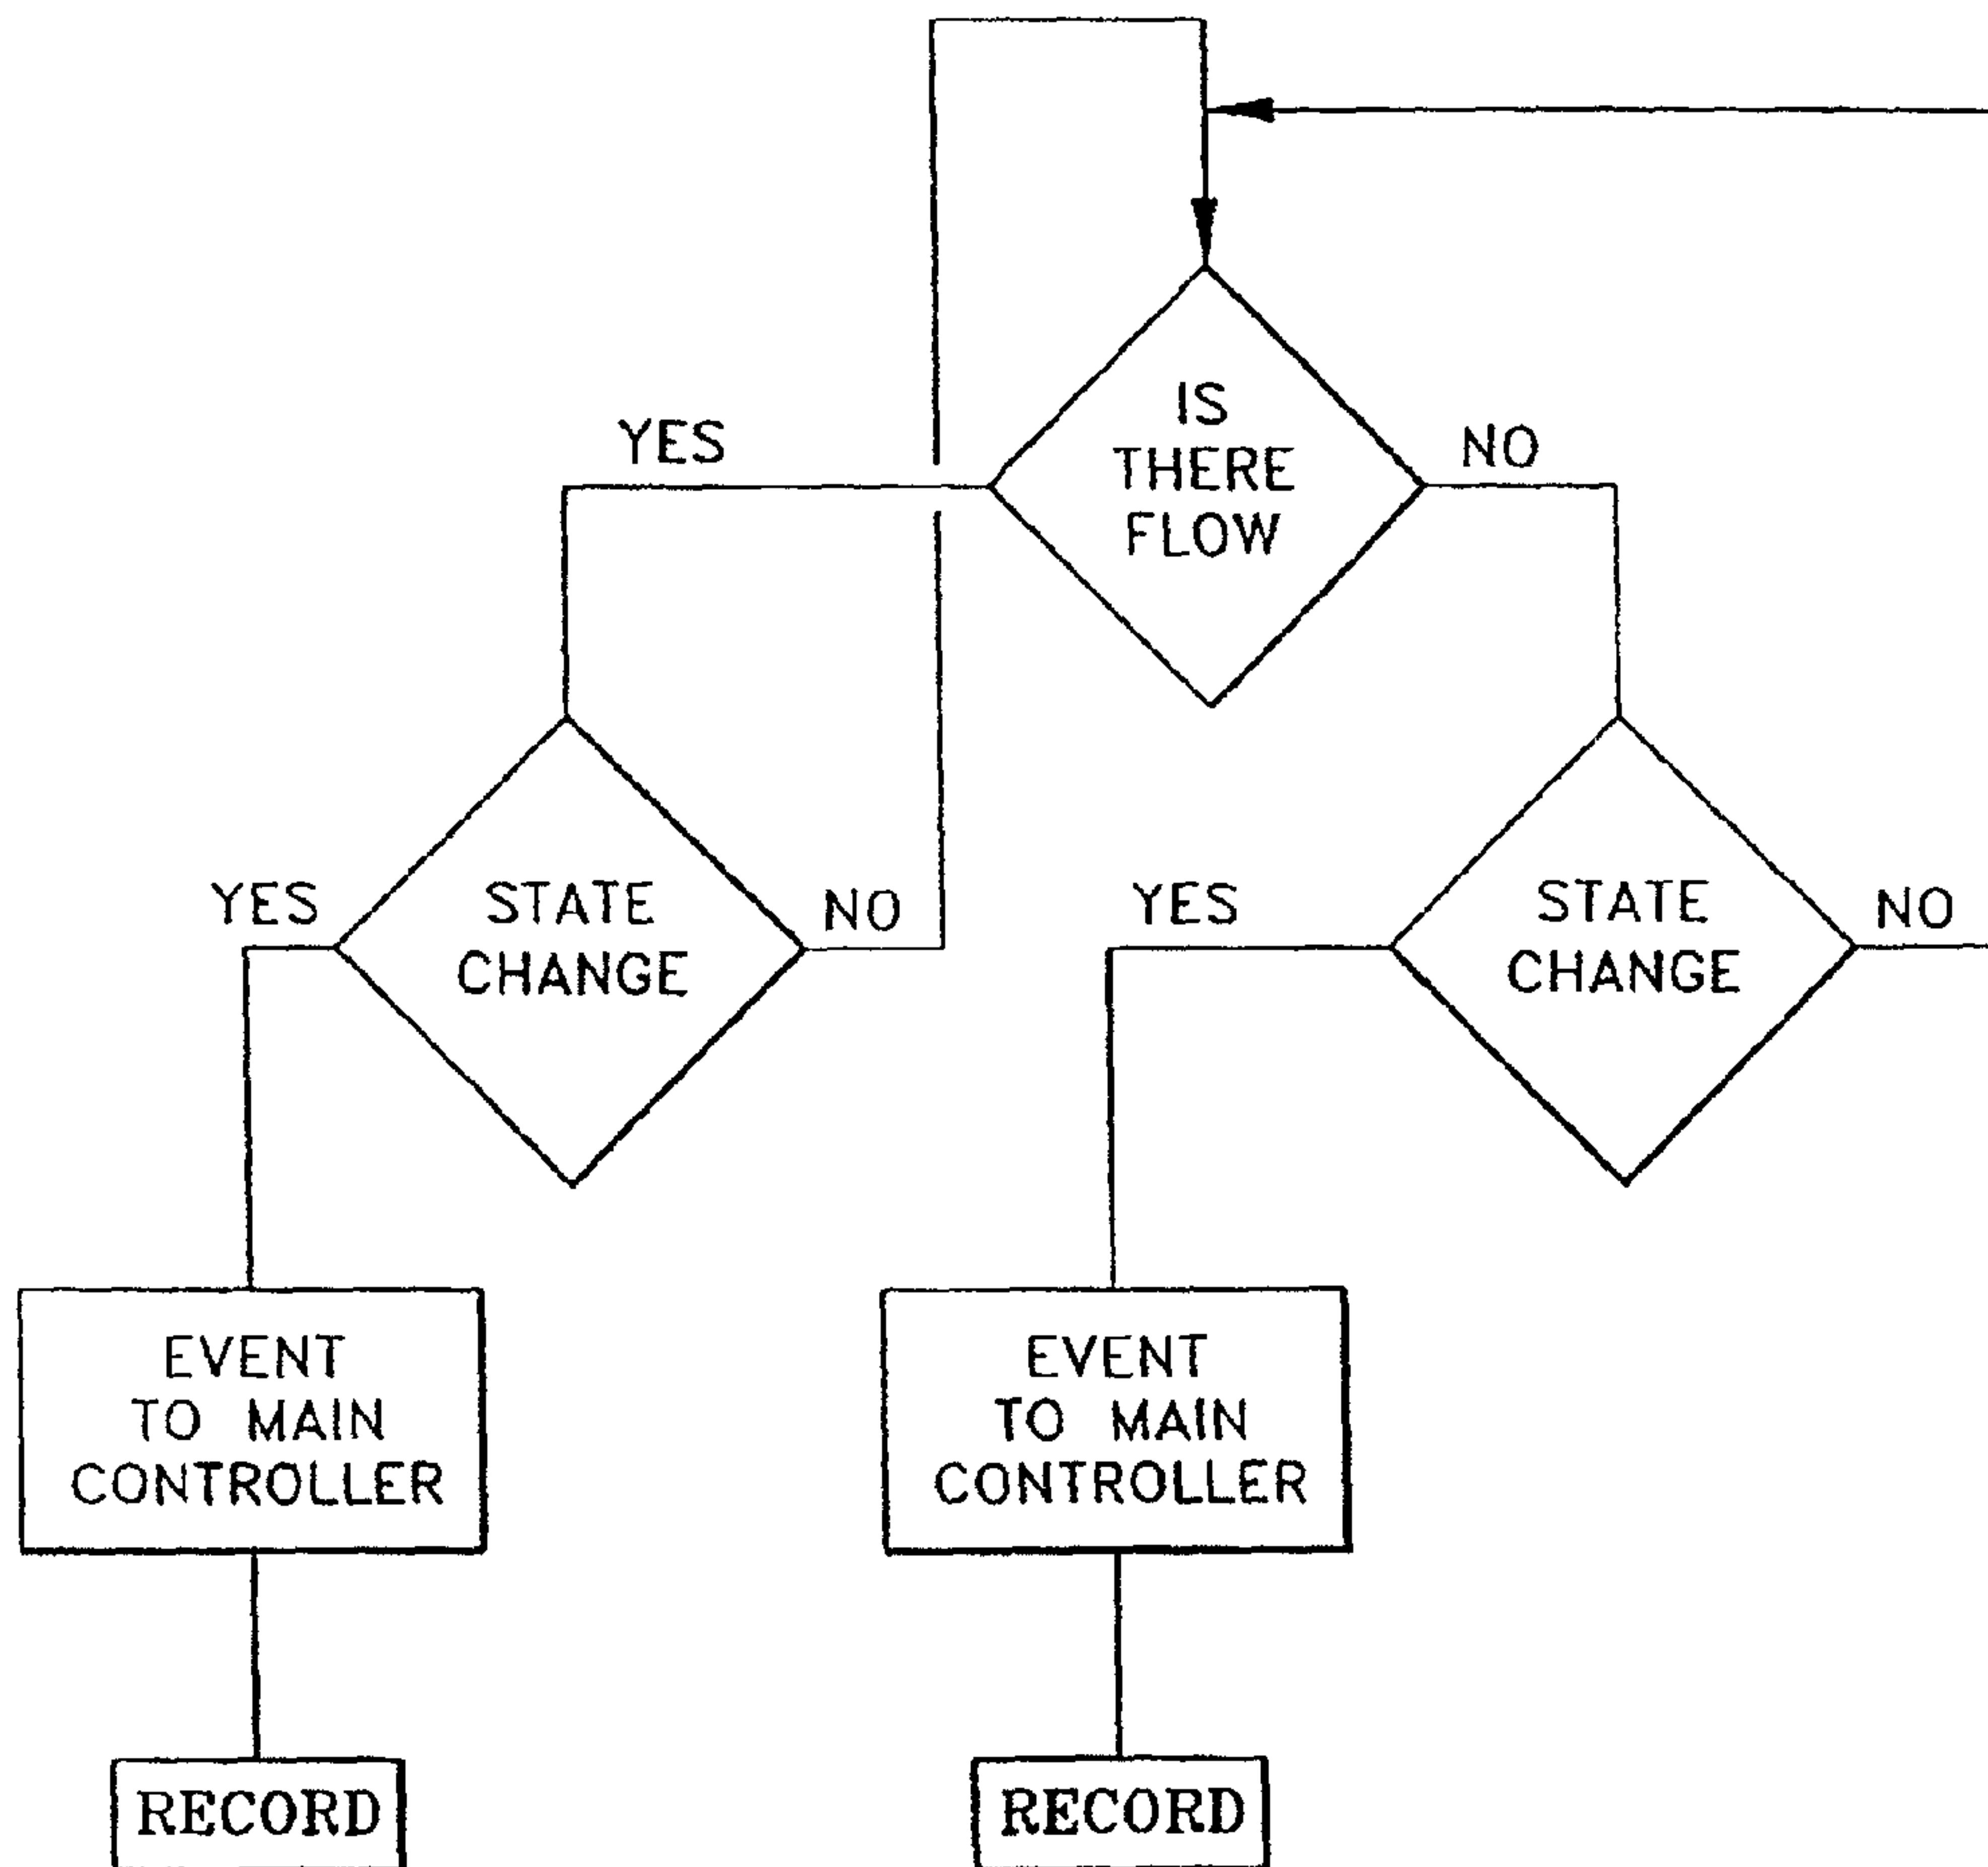 IS
THERE
FLOW
YES
NO
STATE
CHANGE
YES
NO
STATE
CHANGE
YES
NO
EVENT
TO MAIN
CONTROLLER
EVENT
TO MAIN
CONTROLLER
RECORD
RECORD